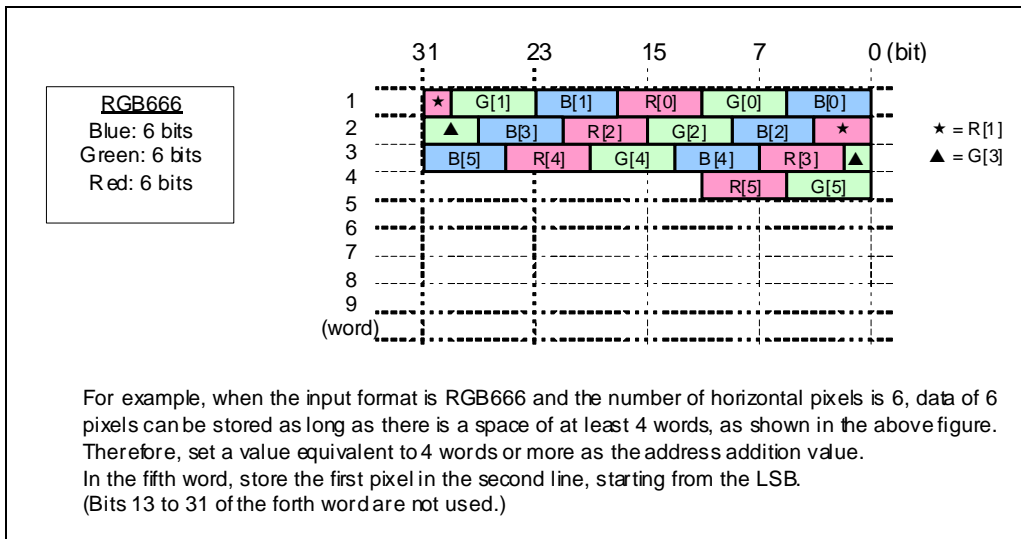 31 23 15 7 0 (bit)
RGB666
Blue: 6 bits
Green: 6 bits
Red: 6 bits
1 ★ G[1] B[1] R[0] G[0] B[0]
2 ▲ B[3] R[2] G[2] B[2] ★
3 B[5] R[4] G[4] B[4] R[3] ▲
4 R[5] G[5]
5
6
7
8
9
(word)
★ = R[1]
▲ = G[3]
For example, when the input format is RGB666 and the number of horizontal pixels is 6, data of 6
pixels can be stored as long as there is a space of at least 4 words, as shown in the above figure.
Therefore, set a value equivalent to 4 words or more as the address addition value.
In the fifth word, store the first pixel in the second line, starting from the LSB.
(Bits 13 to 31 of the forth word are not used.)